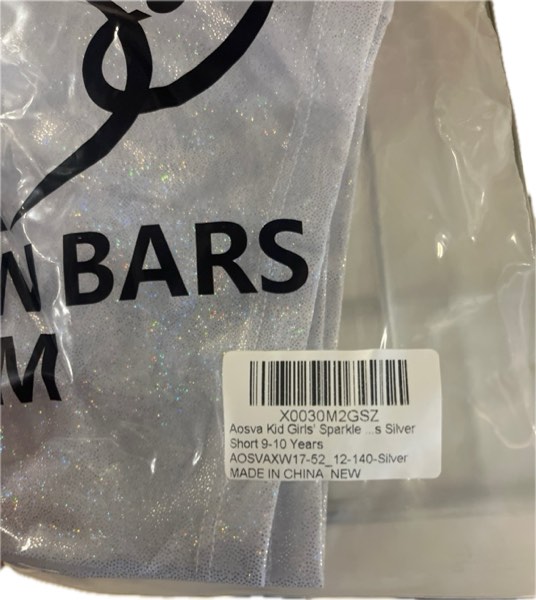 BARS
M
X0030M2GSZ
Aosva Kid Girls' Sparkle ...s Silver
Short 9-10 Years
AOSVAXW17-52_12-140-Silver
MADE IN CHINA NEW